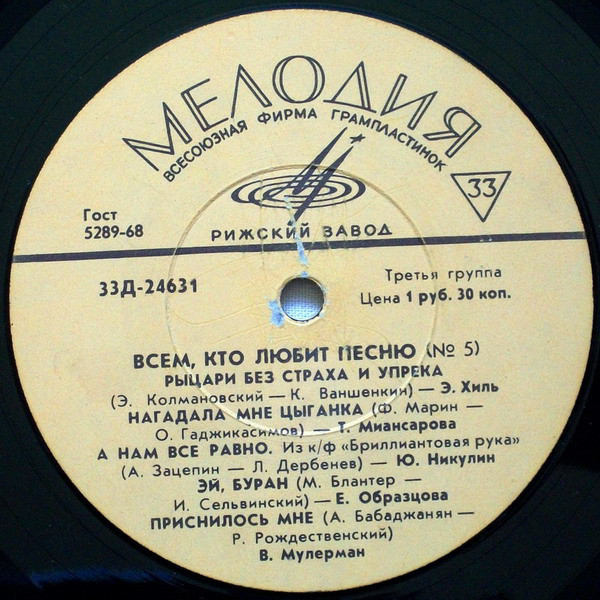 МЕЛОДИЯ
ВСЕСОЮЗНАЯ ФИРМА ГРАМПЛАСТИНОК
33
Гост
5289-68
РИЖСКИЙ ЗАВОД
33Д-24631
Третья группа
Цена 1 руб. 30 коп.
ВСЕМ, КТО ЛЮБИТ ПЕСНЮ (№ 5)
РЫЦАРИ БЕЗ СТРАХА И УПРЕКА
(Э. Колмановский — К. Ваншенкин) — Э. Хиль
НАГАДАЛА МНЕ ЦЫГАНКА (Ф. Марин —
О. Гаджикасимов) — Т. Миансарова
А НАМ ВСЕ РАВНО. Из к/ф «Бриллиантовая рука»
(А. Зацепин — Л. Дербенев) — Ю. Никулин
ЭЙ, БУРАН (М. Блантер —
И. Сельвинский) — Е. Образцова
ПРИСНИЛОСЬ МНЕ (А. Бабаджанян —
Р. Рождественский)
В. Мулерман